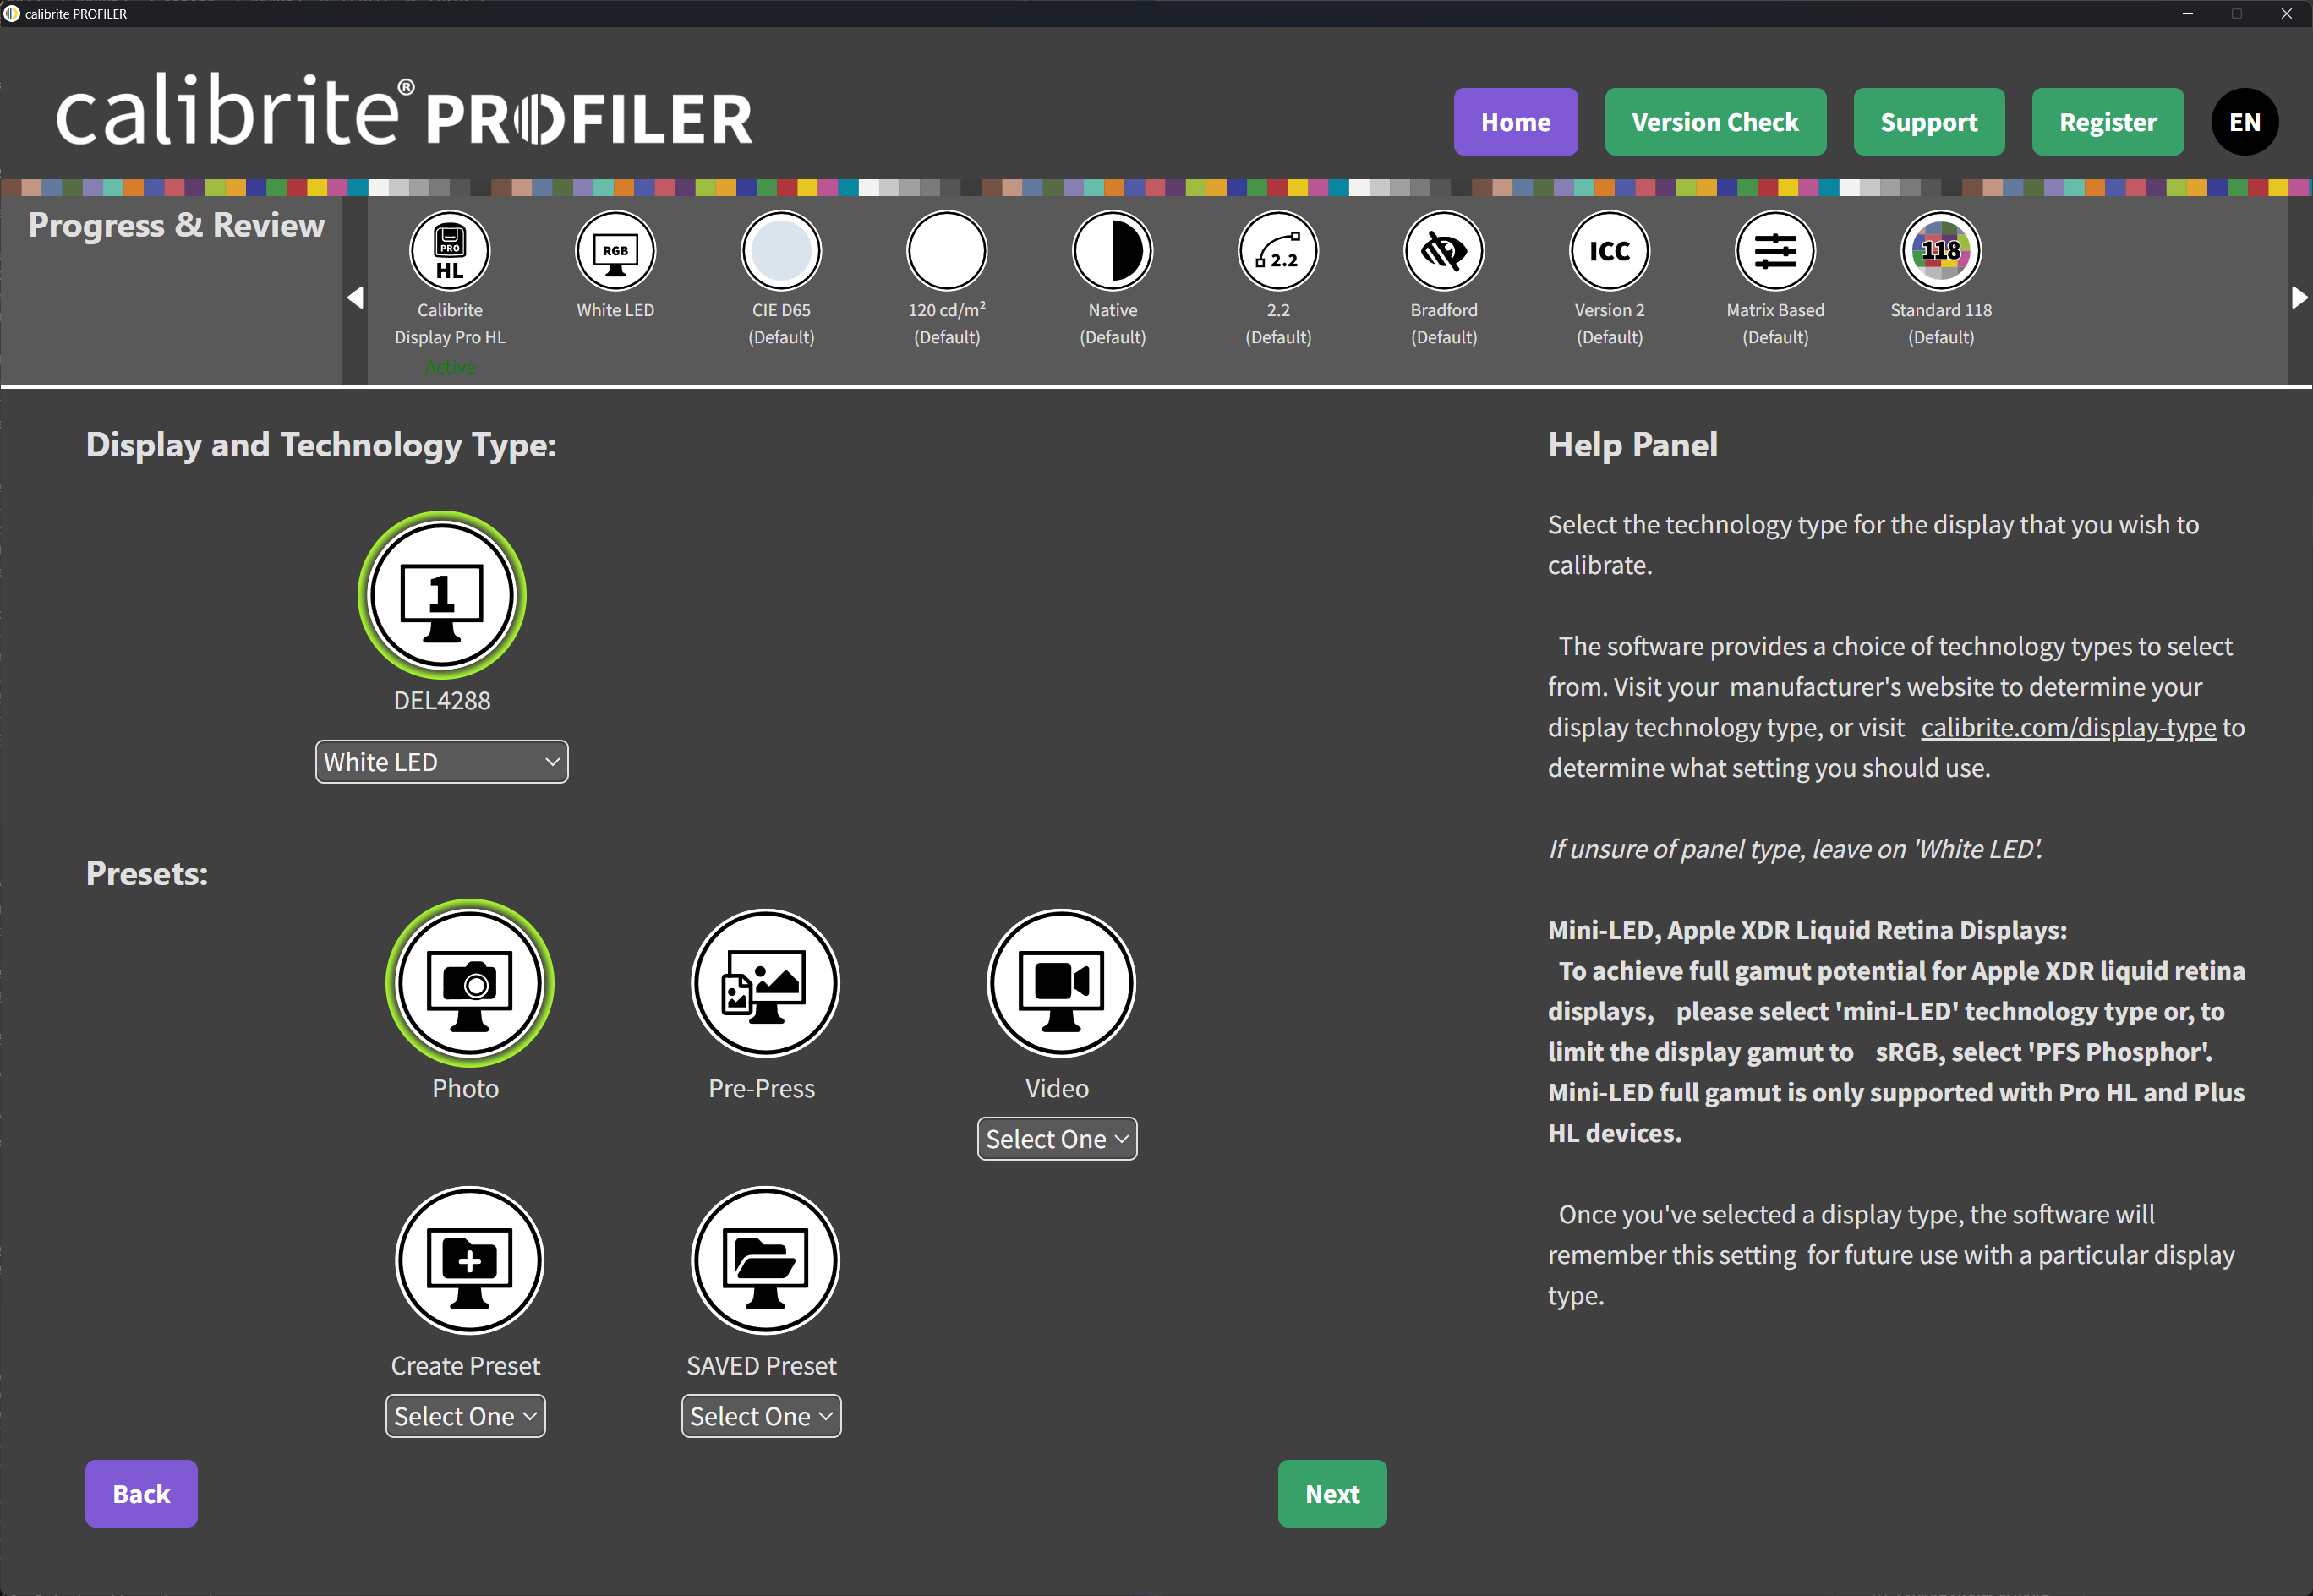 calibrite PROFILER
calibrite® PROFILER
Home
Version Check
Support
Register
EN
Progress & Review
PRO
HL
RGB
2.2
ICC
118
Calibrite
Display Pro HL
Active
White LED
CIE D65
(Default)
120 cd/m²
(Default)
Native
(Default)
2.2
(Default)
Bradford
(Default)
Version 2
(Default)
Matrix Based
(Default)
Standard 118
(Default)
Display and Technology Type:
1
DEL4288
White LED
Presets:
Photo
Pre-Press
Video
Select One
Create Preset
Select One
SAVED Preset
Select One
Back
Next
Help Panel
Select the technology type for the display that you wish to
calibrate.
The software provides a choice of technology types to select
from. Visit your manufacturer's website to determine your
display technology type, or visit calibrite.com/display-type to
determine what setting you should use.
If unsure of panel type, leave on 'White LED'.
Mini-LED, Apple XDR Liquid Retina Displays:
To achieve full gamut potential for Apple XDR liquid retina
displays, please select 'mini-LED' technology type or, to
limit the display gamut to sRGB, select 'PFS Phosphor'.
Mini-LED full gamut is only supported with Pro HL and Plus
HL devices.
Once you've selected a display type, the software will
remember this setting for future use with a particular display
type.